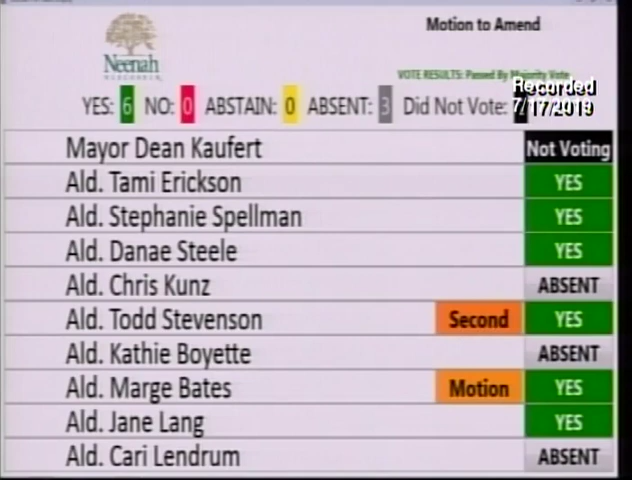 Motion to Amend
Neenah
WISCONSIN
VOTE RESULTS: Passed By Majority Vote
Recorded
7/17/2019
YES: 6 NO: 0 ABSTAIN: 0 ABSENT: 3 Did Not Vote:
Mayor Dean Kaufert Not Voting
Ald. Tami Erickson YES
Ald. Stephanie Spellman YES
Ald. Danae Steele YES
Ald. Chris Kunz ABSENT
Ald. Todd Stevenson Second YES
Ald. Kathie Boyette ABSENT
Ald. Marge Bates Motion YES
Ald. Jane Lang YES
Ald. Cari Lendrum ABSENT